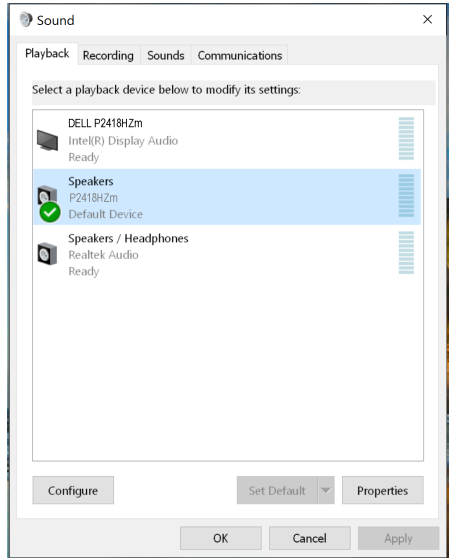 Sound
Playback Recording Sounds Communications
Select a playback device below to modify its settings:
DELL P2418HZm
Intel(R) Display Audio
Ready
Speakers
P2418HZm
Default Device
Speakers / Headphones
Realtek Audio
Ready
Configure Set Default Properties
OK Cancel Apply